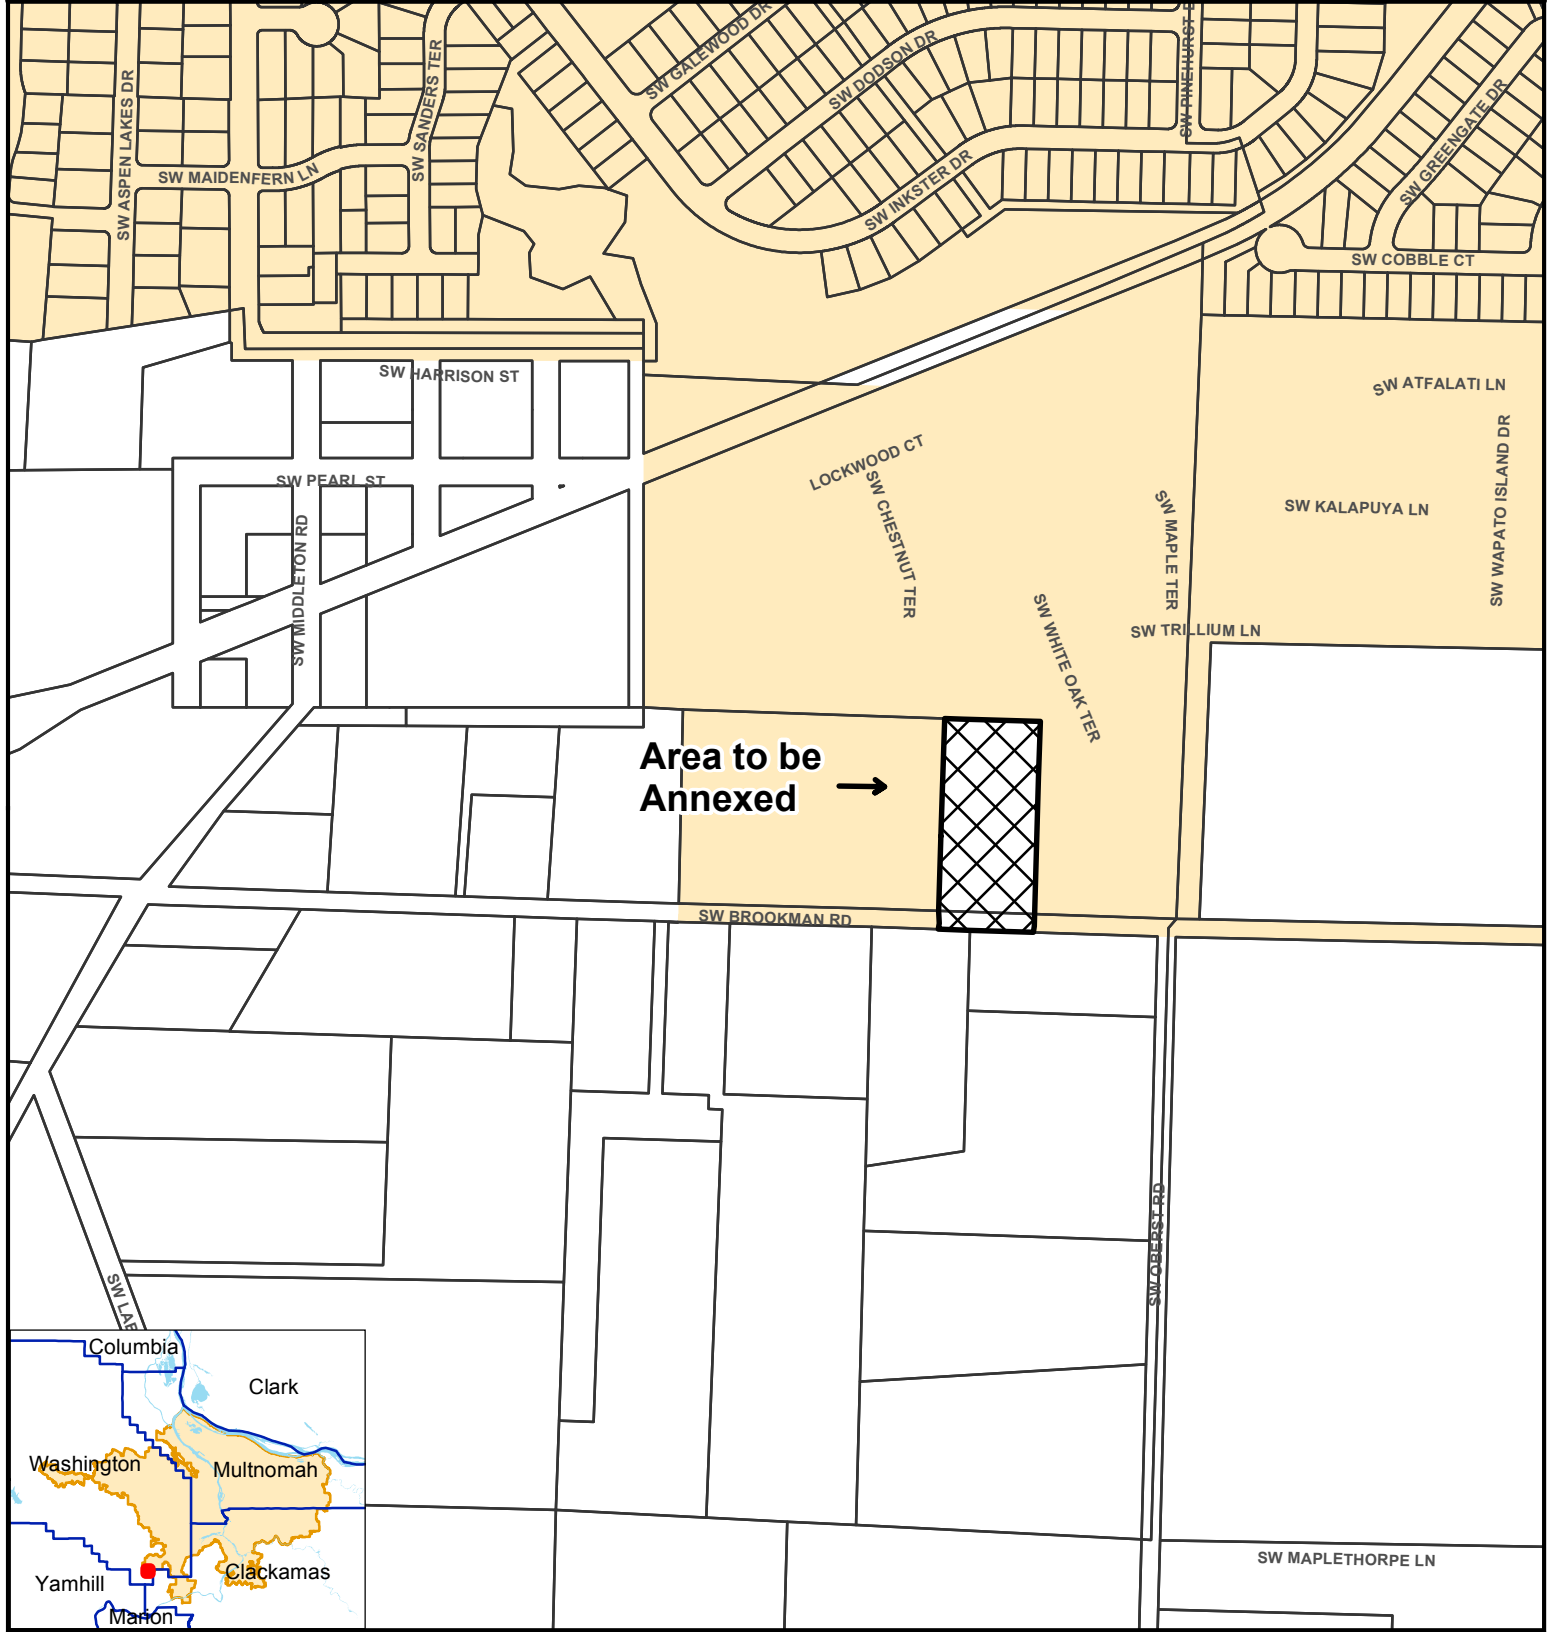 SW GALEWOOD DR
SW DODSON DR
SW PINEHURST
SW SANDERS TER
SW ASPEN LAKES DR
SW MAIDENFERN LN
SW INKSTER DR
SW GREENGATE DR
SW COBBLE CT
SW HARRISON ST
SW ATFALATI LN
LOCKWOOD CT
SW PEARL ST
SW CHESTNUT TER
SW MAPLE TER
SW KALAPUYA LN
SW WAPATO ISLAND DR
SW MIDDLETON RD
SW WHITE OAK TER
SW TRILLIUM LN
Area to be
Annexed
SW BROOKMAN RD
SW OBERST RD
SW LAE
Columbia
Clark
Washington
Multnomah
Yamhill
Clackamas
Marion
SW MAPLETHORPE LN